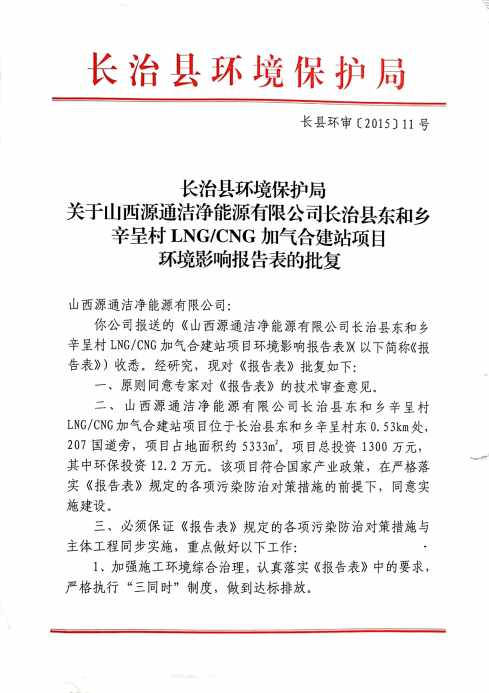 长治县环境保护局
长县环审〔2015〕11号
长治县环境保护局
关于山西源通洁净能源有限公司长治县东和乡
辛呈村 LNG/CNG 加气合建站项目
环境影响报告表的批复
山西源通洁净能源有限公司:
你公司报送的《山西源通洁净能源有限公司长治县东和乡
辛呈村 LNG/CNG 加气合建站项目环境影响报告表》(以下简称《报
告表》)收悉。经研究，现对《报告表》批复如下:
一、原则同意专家对《报告表》的技术审查意见。
二、山西源通洁净能源有限公司长治县东和乡辛呈村
LNG/CNG 加气合建站项目位于长治县东和乡辛呈村东 0.53km 处,
207 国道旁，项目占地面积约 5333m²。项目总投资 1300 万元，
其中环保投资 12.2 万元。该项目符合国家产业政策，在严格落
实《报告表》规定的各项污染防治对策措施的前提下，同意实
施建设。
三、必须保证《报告表》规定的各项污染防治对策措施与
主体工程同步实施，重点做好以下工作:
1、加强施工环境综合治理，认真落实《报告表》中的要求，
严格执行“三同时”制度，做到达标排放。